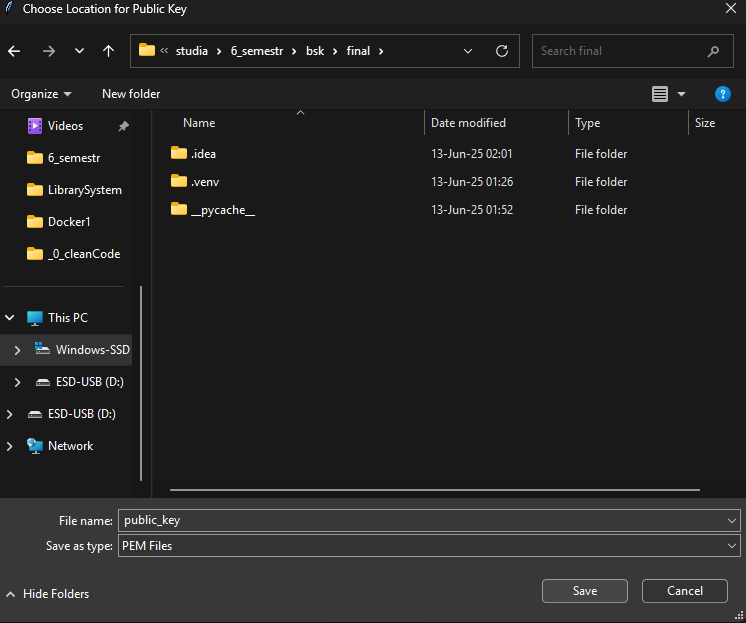 Choose Location for Public Key
« studia > 6_semestr > bsk > final >
Search final
Organize
New folder
?
Videos
6_semestr
LibrarySystem
Docker1
_0_cleanCode
This PC
Windows-SSD
ESD-USB (D:)
ESD-USB (D:)
Network
Name Date modified Type Size
.idea 13-Jun-25 02:01 File folder
.venv 13-Jun-25 01:26 File folder
__pycache__ 13-Jun-25 01:52 File folder
File name: public_key
Save as type: PEM Files
Hide Folders
Save
Cancel